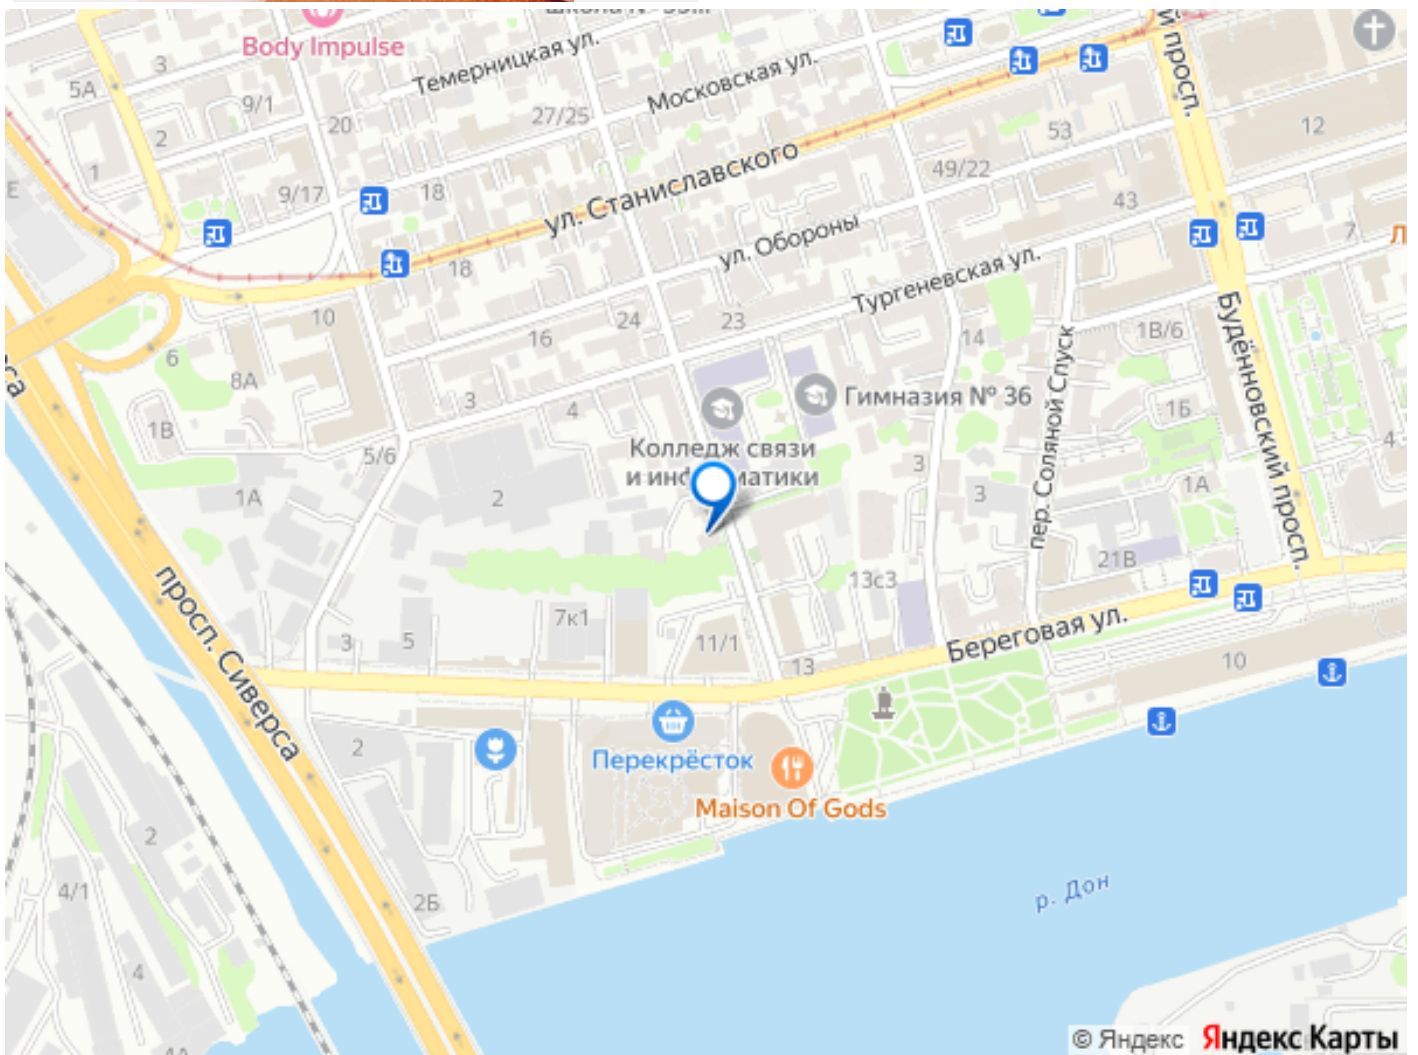 Body Impulse
Темерницкая ул.
Московская ул.
й просп.
5А
3
9/1
2
20
27/25
1
53
12
Е
9/17
18
49/22
ул. Станиславского
43
ул. Обороны
7
Л
18
Тургеневская ул.
10
16
24
23
14
1В/6
6
8А
Будённовский просп.
рса
3
4
Гимназия № 36
1Б
1В
5/6
Колледж связи
и информатики
3
пер. Соляной Спуск
4
1А
2
3
1А
21В
13с3
просп. Сиверса
7к1
3
5
11/1
13
Береговая ул.
10
2
Перекрёсток
Maison Of Gods
2
4/1
2Б
р. Дон
4
4А
© Яндекс
Яндекс Карты